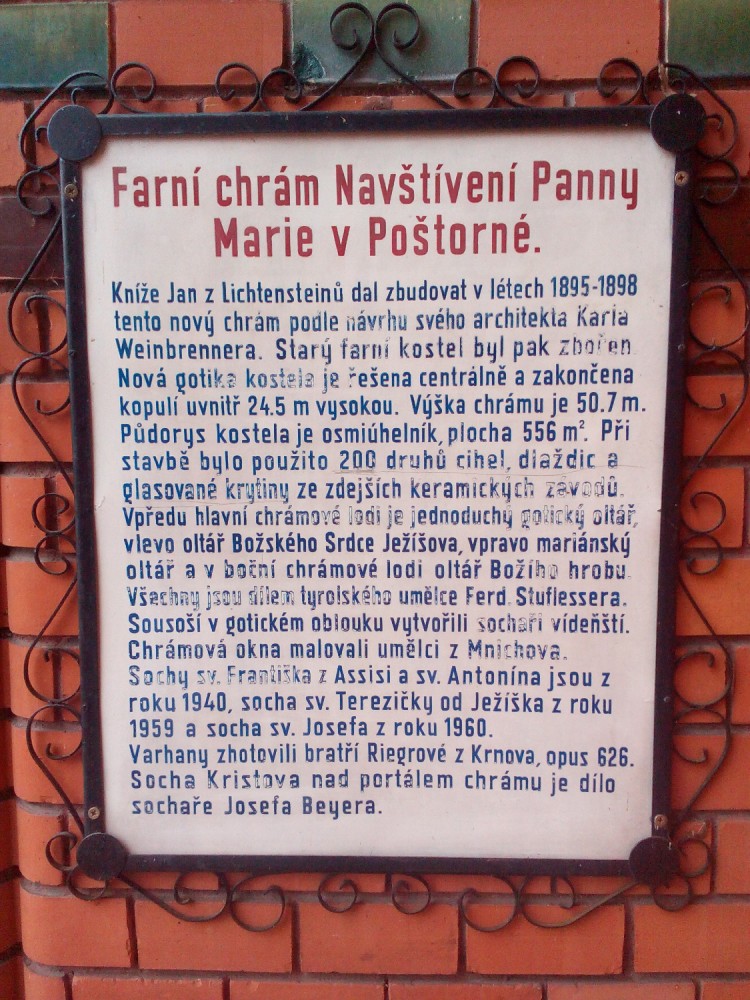 Farní chrám Navštívení Panny
Marie v Poštorné.
Kníže Jan z Lichtensteinů dal zbudovat v létech 1895-1898
tento nový chrám podle návrhu svého architekta Karla
Weinbrennera. Starý farní kostel byl pak zbořen
Nová gotika kostela je řešena centrálně a zakončena
kopulí uvnitř 24.5 m vysokou. Výška chrámu je 50.7 m.
Půdorys kostela je osmiúhelník, plocha 556 m². Při
stavbě bylo použito 200 druhů cihel, dlaždic a
glasované krytiny ze zdejších keramických závodů.
Vpředu hlavní chrámové lodi je jednoduchý gotický oltář,
vlevo oltář Božského Srdce Ježíšova, vpravo mariánský
oltář a v boční chrámové lodi oltář Božího hrobu.
Všechny jsou dílem tyrolského umělce Ferd. Stuflessera.
Sousoší v gotickém oblouku vytvořili sochaři vídeňští.
Chrámová okna malovali umělci z Mnichova.
Sochy sv. Františka z Assisi a sv. Antonína jsou z
roku 1940, socha sv. Terezičky od Ježíška z roku
1959 a socha sv. Josefa z roku 1960.
Varhany zhotovili bratří Riegrové z Krnova, opus 626.
Socha Kristova nad portálem chrámu je dílo
sochaře Josefa Beyera.